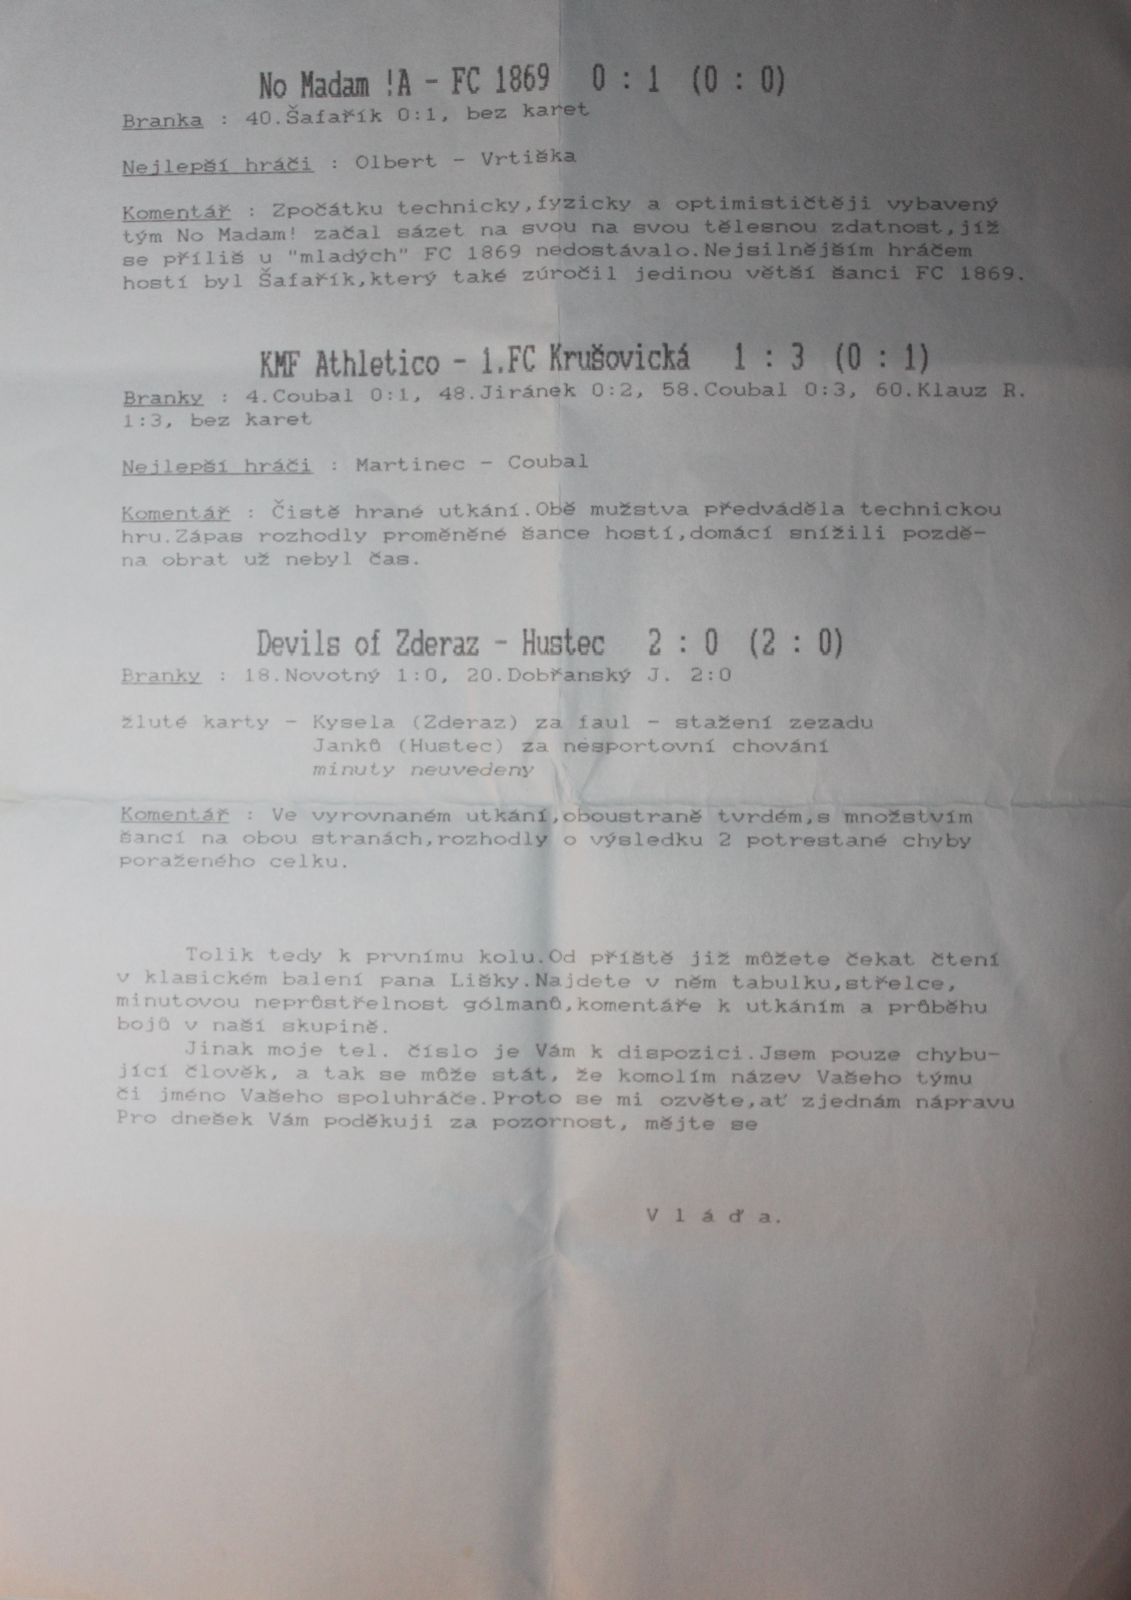 No Madam !A - FC 1869 0 : 1 (0 : 0)
Branka : 40.Šafařík 0:1, bez karet
Nejlepší hráči : Olbert - Vrtiška
Komentář : Zpočátku technicky,fyzicky a optimističtěji vybavený
tým No Madam! začal sázet na svou na svou tělesnou zdatnost,jíž
se příliš u "mladých" FC 1869 nedostávalo.Nejsilnějším hráčem
hostí byl Šafařík,který také zúročil jedinou větší šanci FC 1869.
KMF Athletico - 1.FC Krušovická 1 : 3 (0 : 1)
Branky : 4.Coubal 0:1, 48.Jiránek 0:2, 58.Coubal 0:3, 60.Klauz R.
1:3, bez karet
Nejlepší hráči : Martinec - Coubal
Komentář : Čistě hrané utkání.Obě mužstva předváděla technickou
hru.Zápas rozhodly proměněné šance hostí,domácí snížili pozdě-
na obrat už nebyl čas.
Devils of Zderaz - Hustec 2 : 0 (2 : 0)
Branky : 18.Novotný 1:0, 20.Dobřanský J. 2:0
žluté karty - Kysela (Zderaz) za faul - stažení zezadu
Janků (Hustec) za nesportovní chování
minuty neuvedeny
Komentář : Ve vyrovnaném utkání,oboustraně tvrdém,s množstvím
šancí na obou stranách,rozhodly o výsledku 2 potrestané chyby
poraženého celku.
Tolik tedy k prvnímu kolu.Od příště již můžete čekat čtení
v klasickém balení pana Lišky.Najdete v něm tabulku,střelce,
minutovou neprůstřelnost gólmanů,komentáře k utkáním a průběhu
bojů v naší skupině.
Jinak moje tel. číslo je Vám k dispozici.Jsem pouze chybu-
jící člověk, a tak se může stát, že komolím název Vašeho týmu
či jméno Vašeho spoluhráče.Proto se mi ozvěte,ať zjednám nápravu
Pro dnešek Vám poděkuji za pozornost, mějte se
V l á ď a.